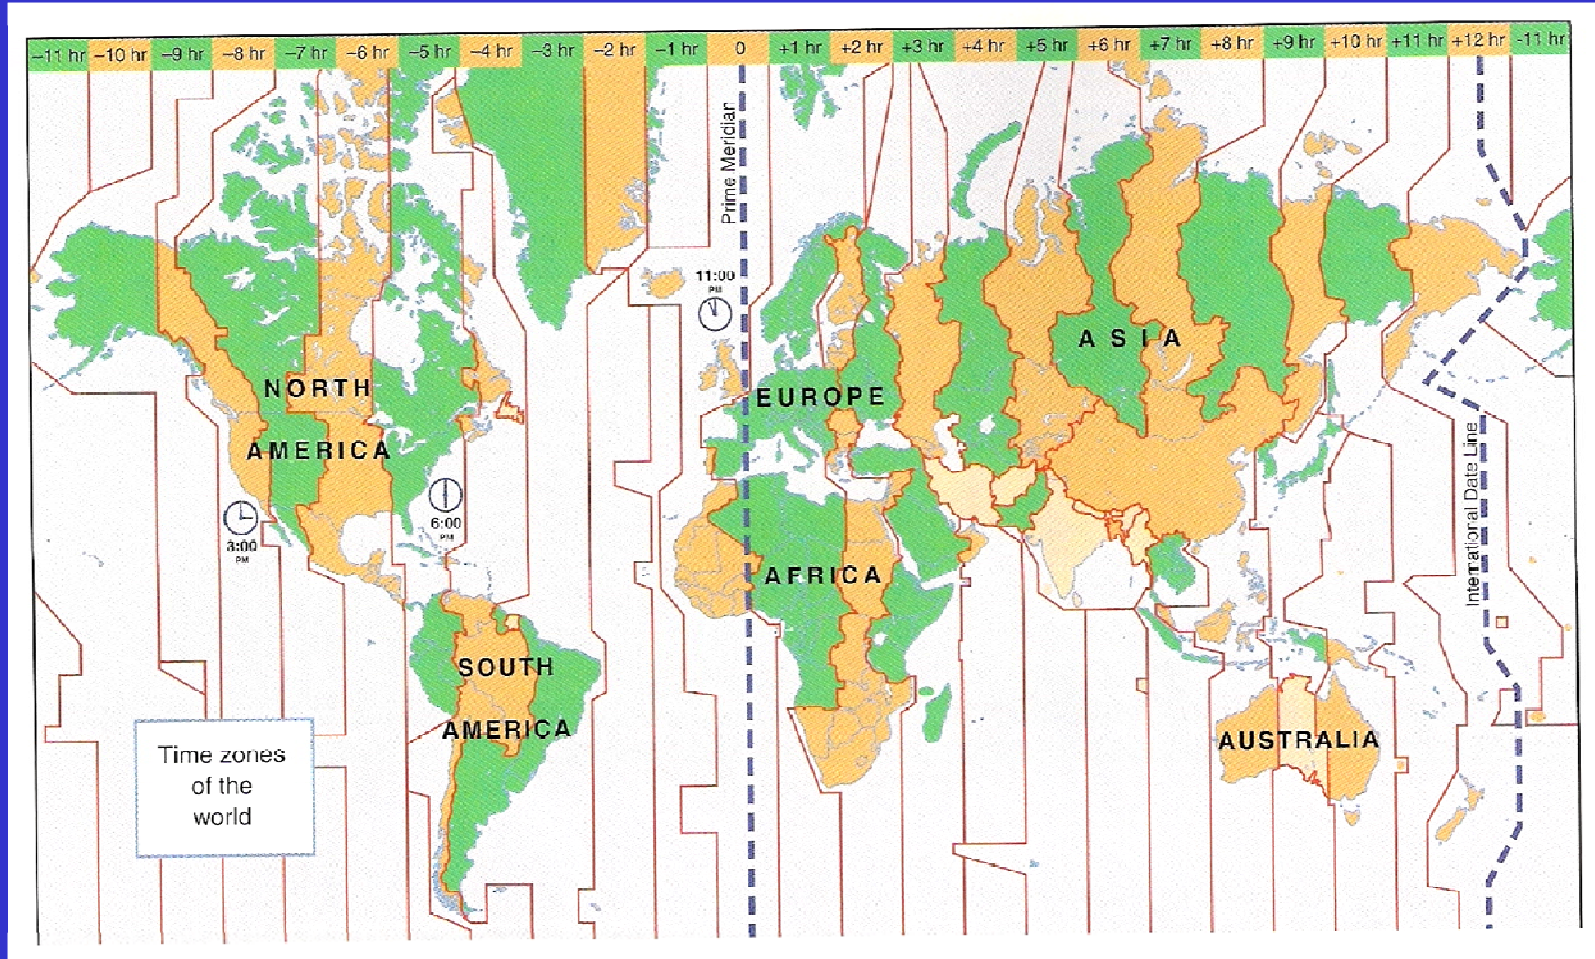 −11 hr −10 hr −9 hr −8 hr −7 hr −6 hr −5 hr −4 hr −3 hr −2 hr −1 hr 0 +1 hr +2 hr +3 hr +4 hr +5 hr +6 hr +7 hr +8 hr +9 hr +10 hr +11 hr +12 hr -11 hr
Prime Meridian
11:00
PM
ASIA
NORTH
EUROPE
AMERICA
3:00
PM
6:00
PM
International Date Line
AFRICA
SOUTH
AMERICA
AUSTRALIA
Time zones
of the
world